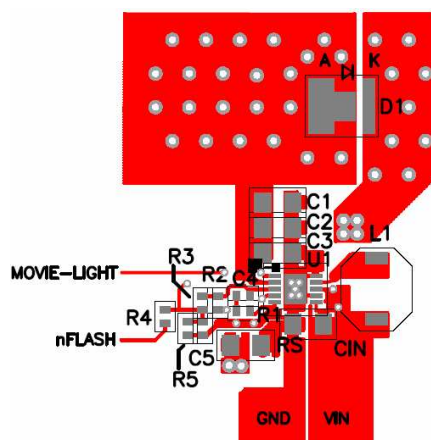 A K
D1
C1
C2
C3
L1
U1
R3
MOVIE-LIGHT
R2 C4
R1
R4
nFLASH
C5 RS CIN
R5
GND VIN